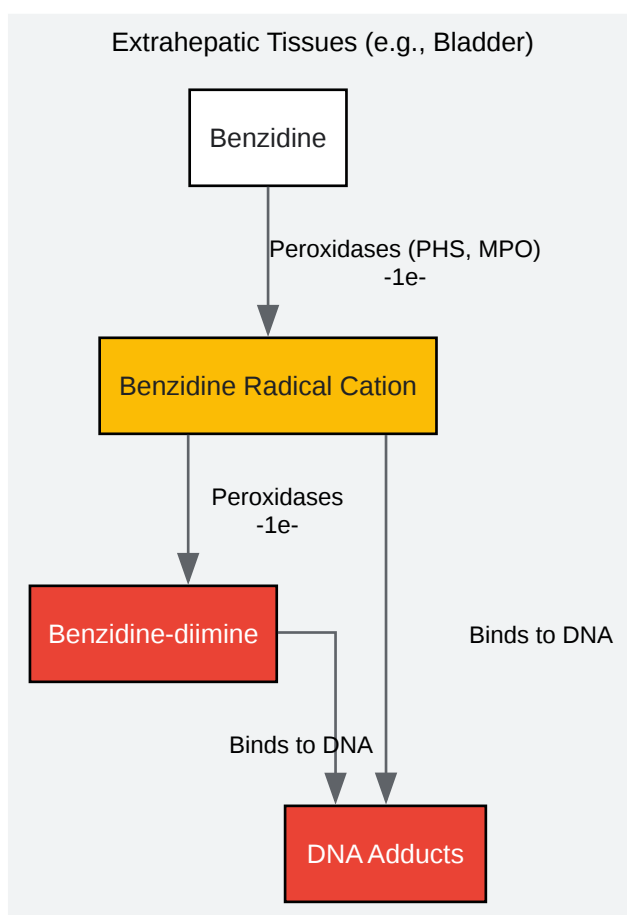 Extrahepatic Tissues (e.g., Bladder)
Benzidine
Peroxidases (PHS, MPO)
-1e-
Benzidine Radical Cation
Peroxidases
-1e-
Benzidine-diimine
Binds to DNA
Binds to DNA
DNA Adducts